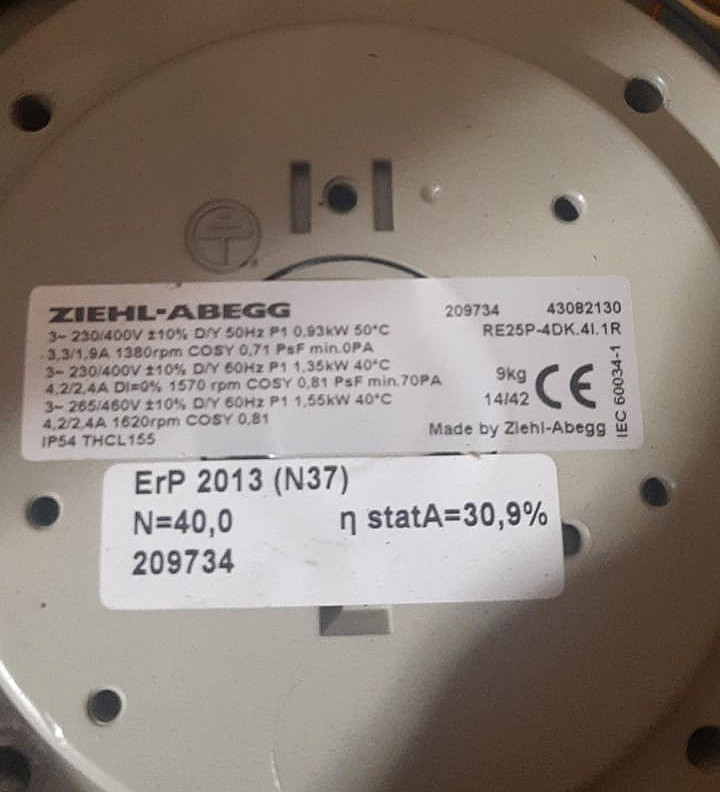 ZIEHL-ABEGG
209734 43082130
3~ 230/400V ±10% D/Y 50Hz P1 0,93kW 50°C
RE25P-4DK.4I.1R
3,3/1,9A 1380rpm COSY 0,71 PsF min.0PA
3~ 230/400V ±10% D/Y 60Hz P1 1,35kW 40°C
4,2/2,4A DI=0% 1570 rpm COSY 0,81 PsF min.70PA
9kg
3~ 265/460V ±10% D/Y 60Hz P1 1,55kW 40°C
14/42 CE
4,2/2.4A 1620rpm COSY 0,81
IP54 THCL155
Made by Ziehl-Abegg
IEC 60034-1
ErP 2013 (N37)
N=40,0 η statA=30,9%
209734